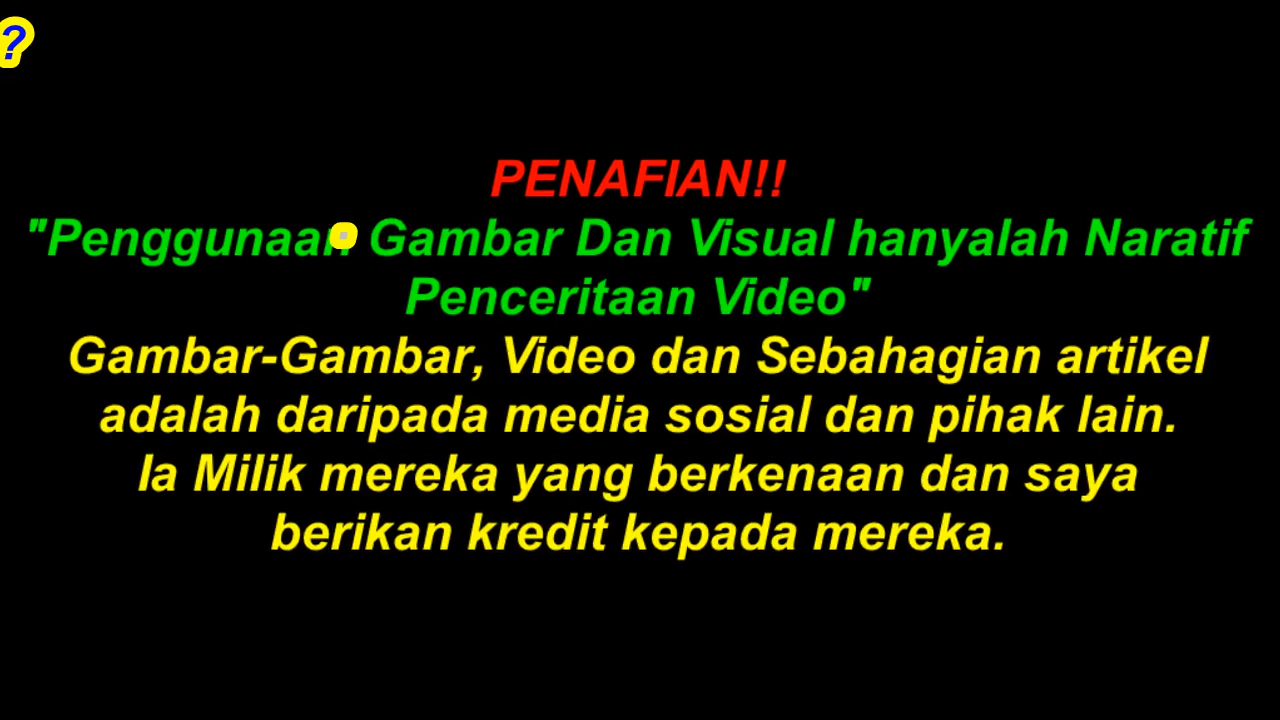 ?
PENAFIAN!!
"Penggunaan Gambar Dan Visual hanyalah Naratif
Penceritaan Video"
Gambar-Gambar, Video dan Sebahagian artikel
adalah daripada media sosial dan pihak lain.
Ia Milik mereka yang berkenaan dan saya
berikan kredit kepada mereka.